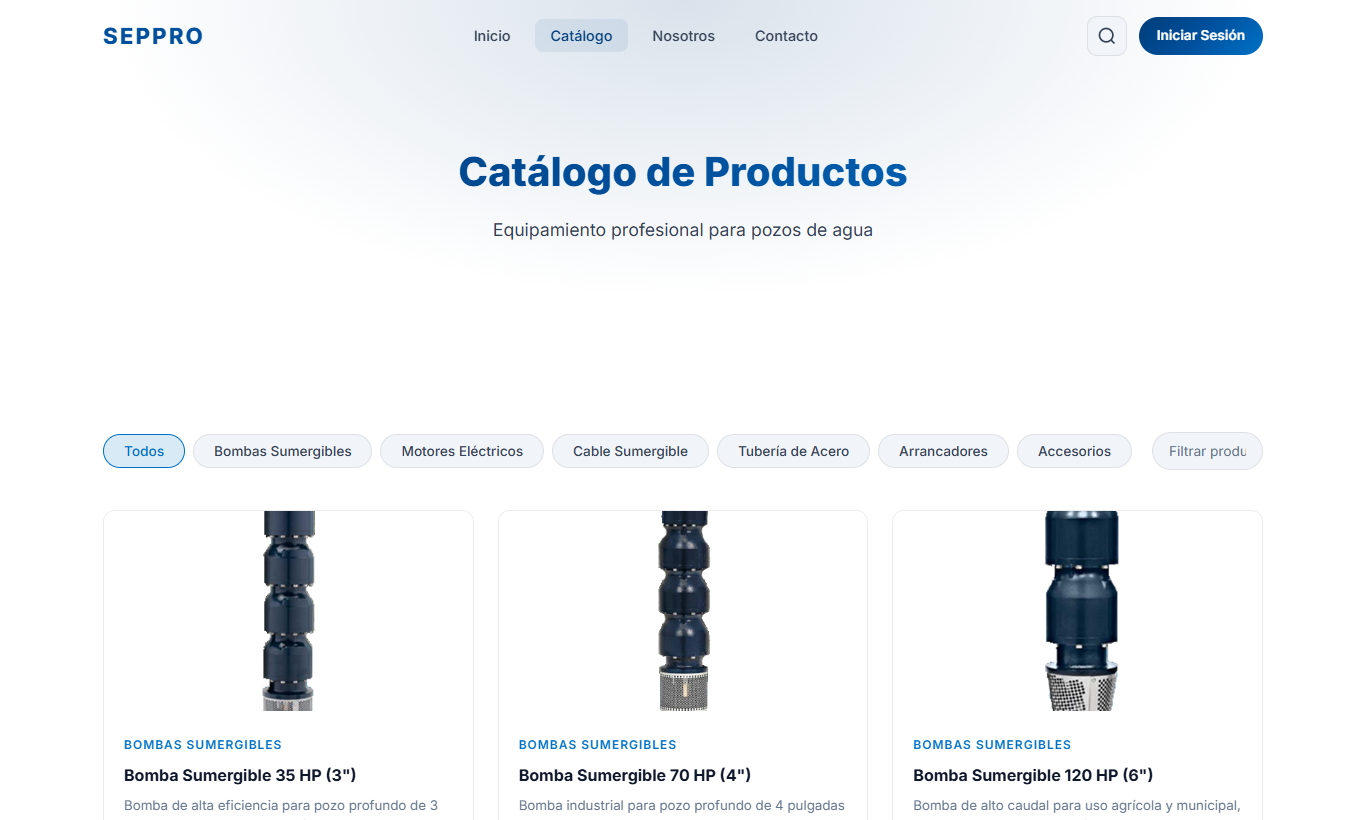 SEPPRO
Inicio
Catálogo
Nosotros
Contacto
Iniciar Sesión
Catálogo de Productos
Equipamiento profesional para pozos de agua
Todos
Bombas Sumergibles
Motores Eléctricos
Cable Sumergible
Tubería de Acero
Arrancadores
Accesorios
Filtrar produ
BOMBAS SUMERGIBLES
Bomba Sumergible 35 HP (3")
Bomba de alta eficiencia para pozo profundo de 3
BOMBAS SUMERGIBLES
Bomba Sumergible 70 HP (4")
Bomba industrial para pozo profundo de 4 pulgadas
BOMBAS SUMERGIBLES
Bomba Sumergible 120 HP (6")
Bomba de alto caudal para uso agrícola y municipal,